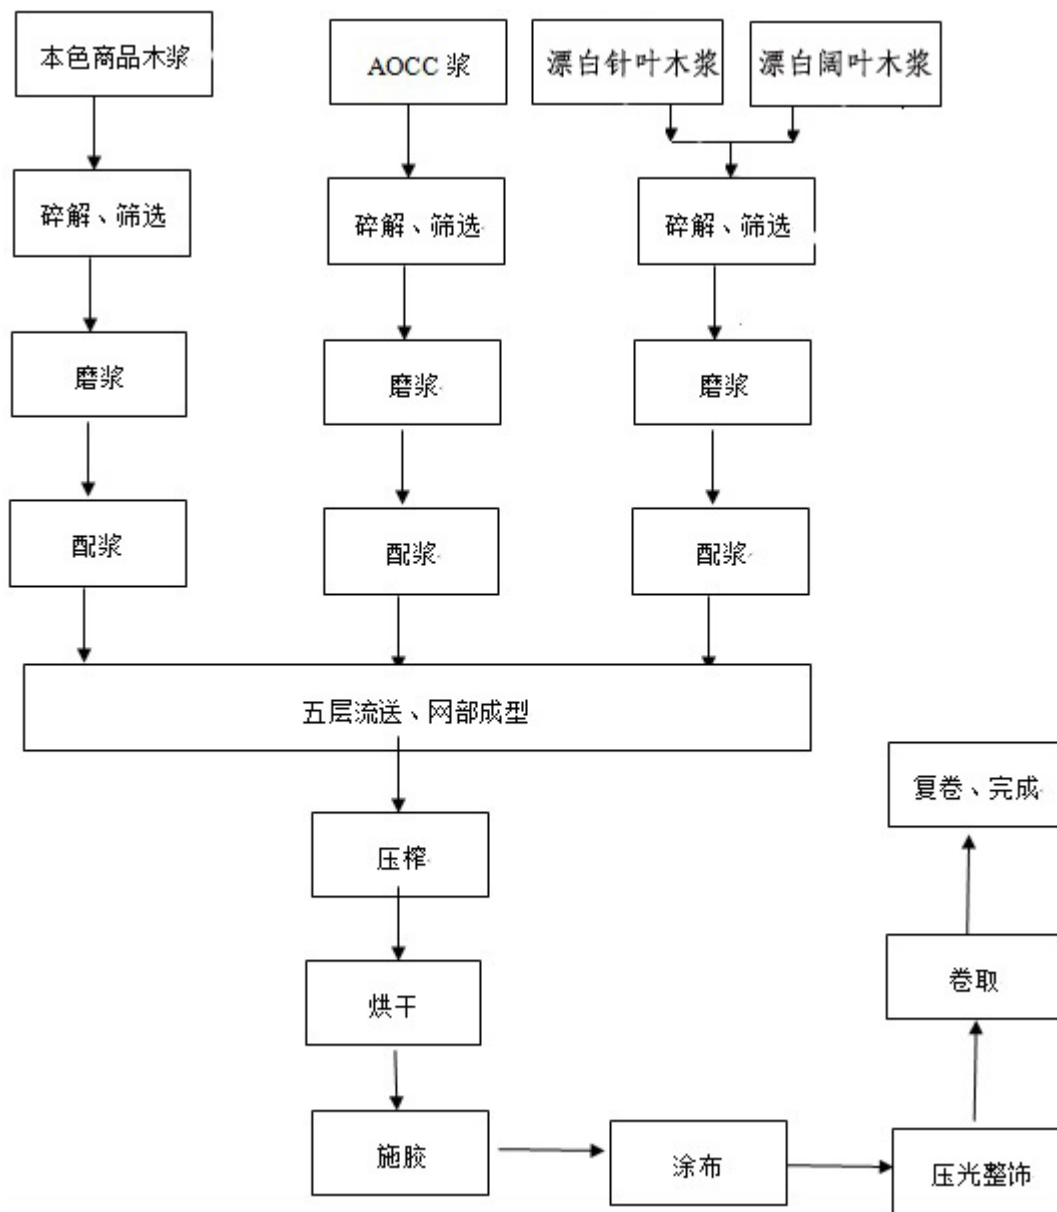 本色商品木浆
AOCC 浆
漂白针叶木浆
漂白阔叶木浆
碎解、筛选
碎解、筛选
碎解、筛选
磨浆
磨浆
磨浆
配浆
配浆
配浆
五层流送、网部成型
压榨
烘干
施胶
涂布
压光整饰
卷取
复卷、完成